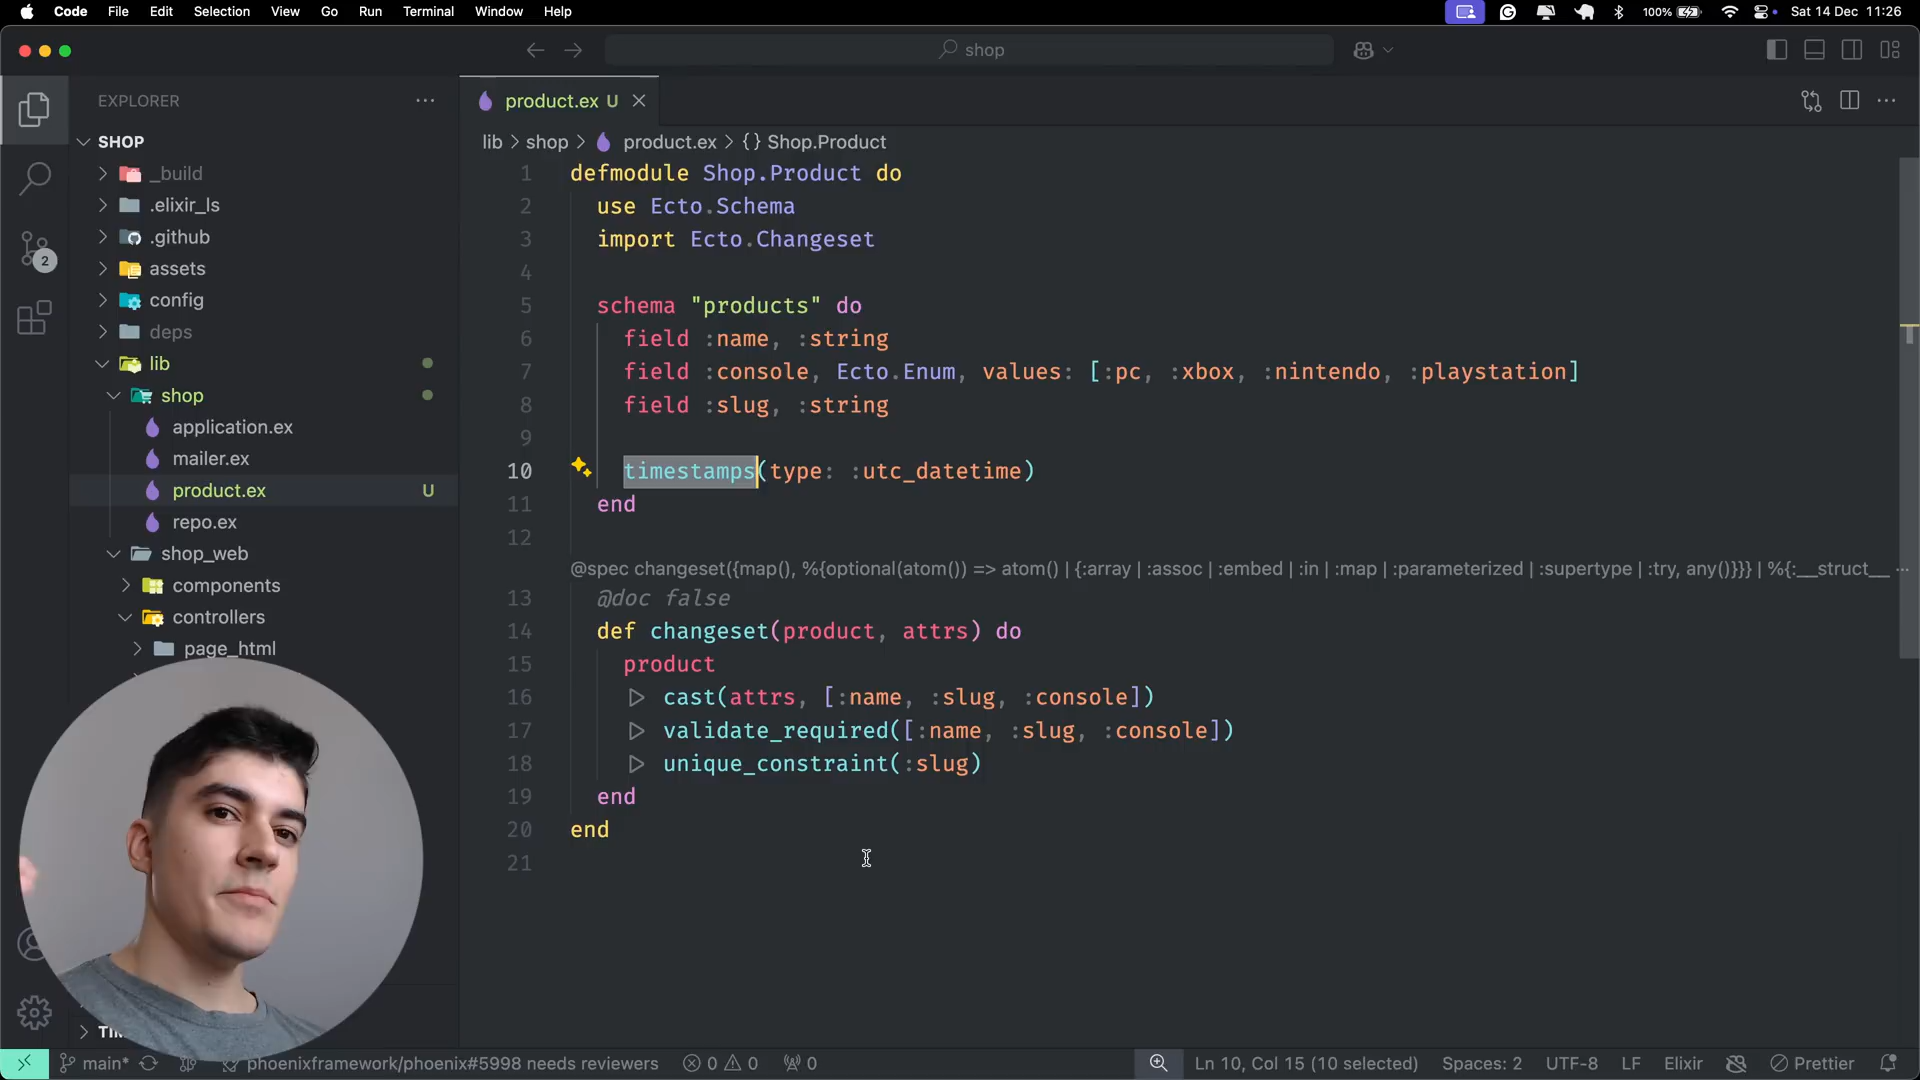 Code File Edit Selection View Go Run Terminal Window Help
100% Sat 14 Dec 11:26
shop
EXPLORER
product.ex U
SHOP
_build
.elixir_ls
.github
assets
config
deps
lib
shop
application.ex
mailer.ex
product.ex U
repo.ex
shop_web
components
controllers
page_html
2
lib > shop > product.ex > {} Shop.Product
1 defmodule Shop.Product do
2 use Ecto.Schema
3 import Ecto.Changeset
4
5 schema "products" do
6 field :name, :string
7 field :console, Ecto.Enum, values: [:pc, :xbox, :nintendo, :playstation]
8 field :slug, :string
9
10 timestamps(type: :utc_datetime)
11 end
12
@spec changeset({map(), %{optional(atom()) => atom() | {:array | :assoc | :embed | :in | :map | :parameterized | :supertype | :try, any()}}} | %{:__struct__ ...
13 @doc false
14 def changeset(product, attrs) do
15 product
16 |> cast(attrs, [:name, :slug, :console])
17 |> validate_required([:name, :slug, :console])
18 |> unique_constraint(:slug)
19 end
20 end
21
main* phoenixframework/phoenix#5998 needs reviewers 0 0 0
Ln 10, Col 15 (10 selected) Spaces: 2 UTF-8 LF Elixir Prettier